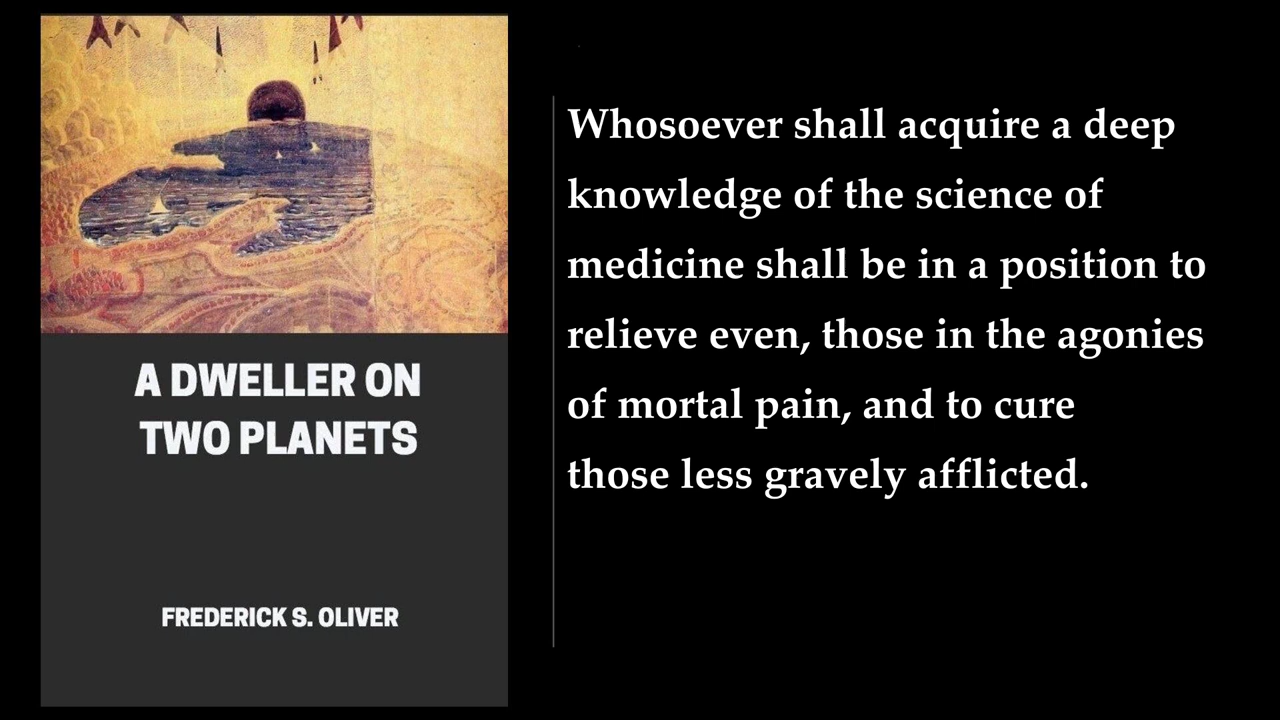 A DWELLER ON
TWO PLANETS
FREDERICK S. OLIVER
Whosoever shall acquire a deep
knowledge of the science of
medicine shall be in a position to
relieve even, those in the agonies
of mortal pain, and to cure
those less gravely afflicted.